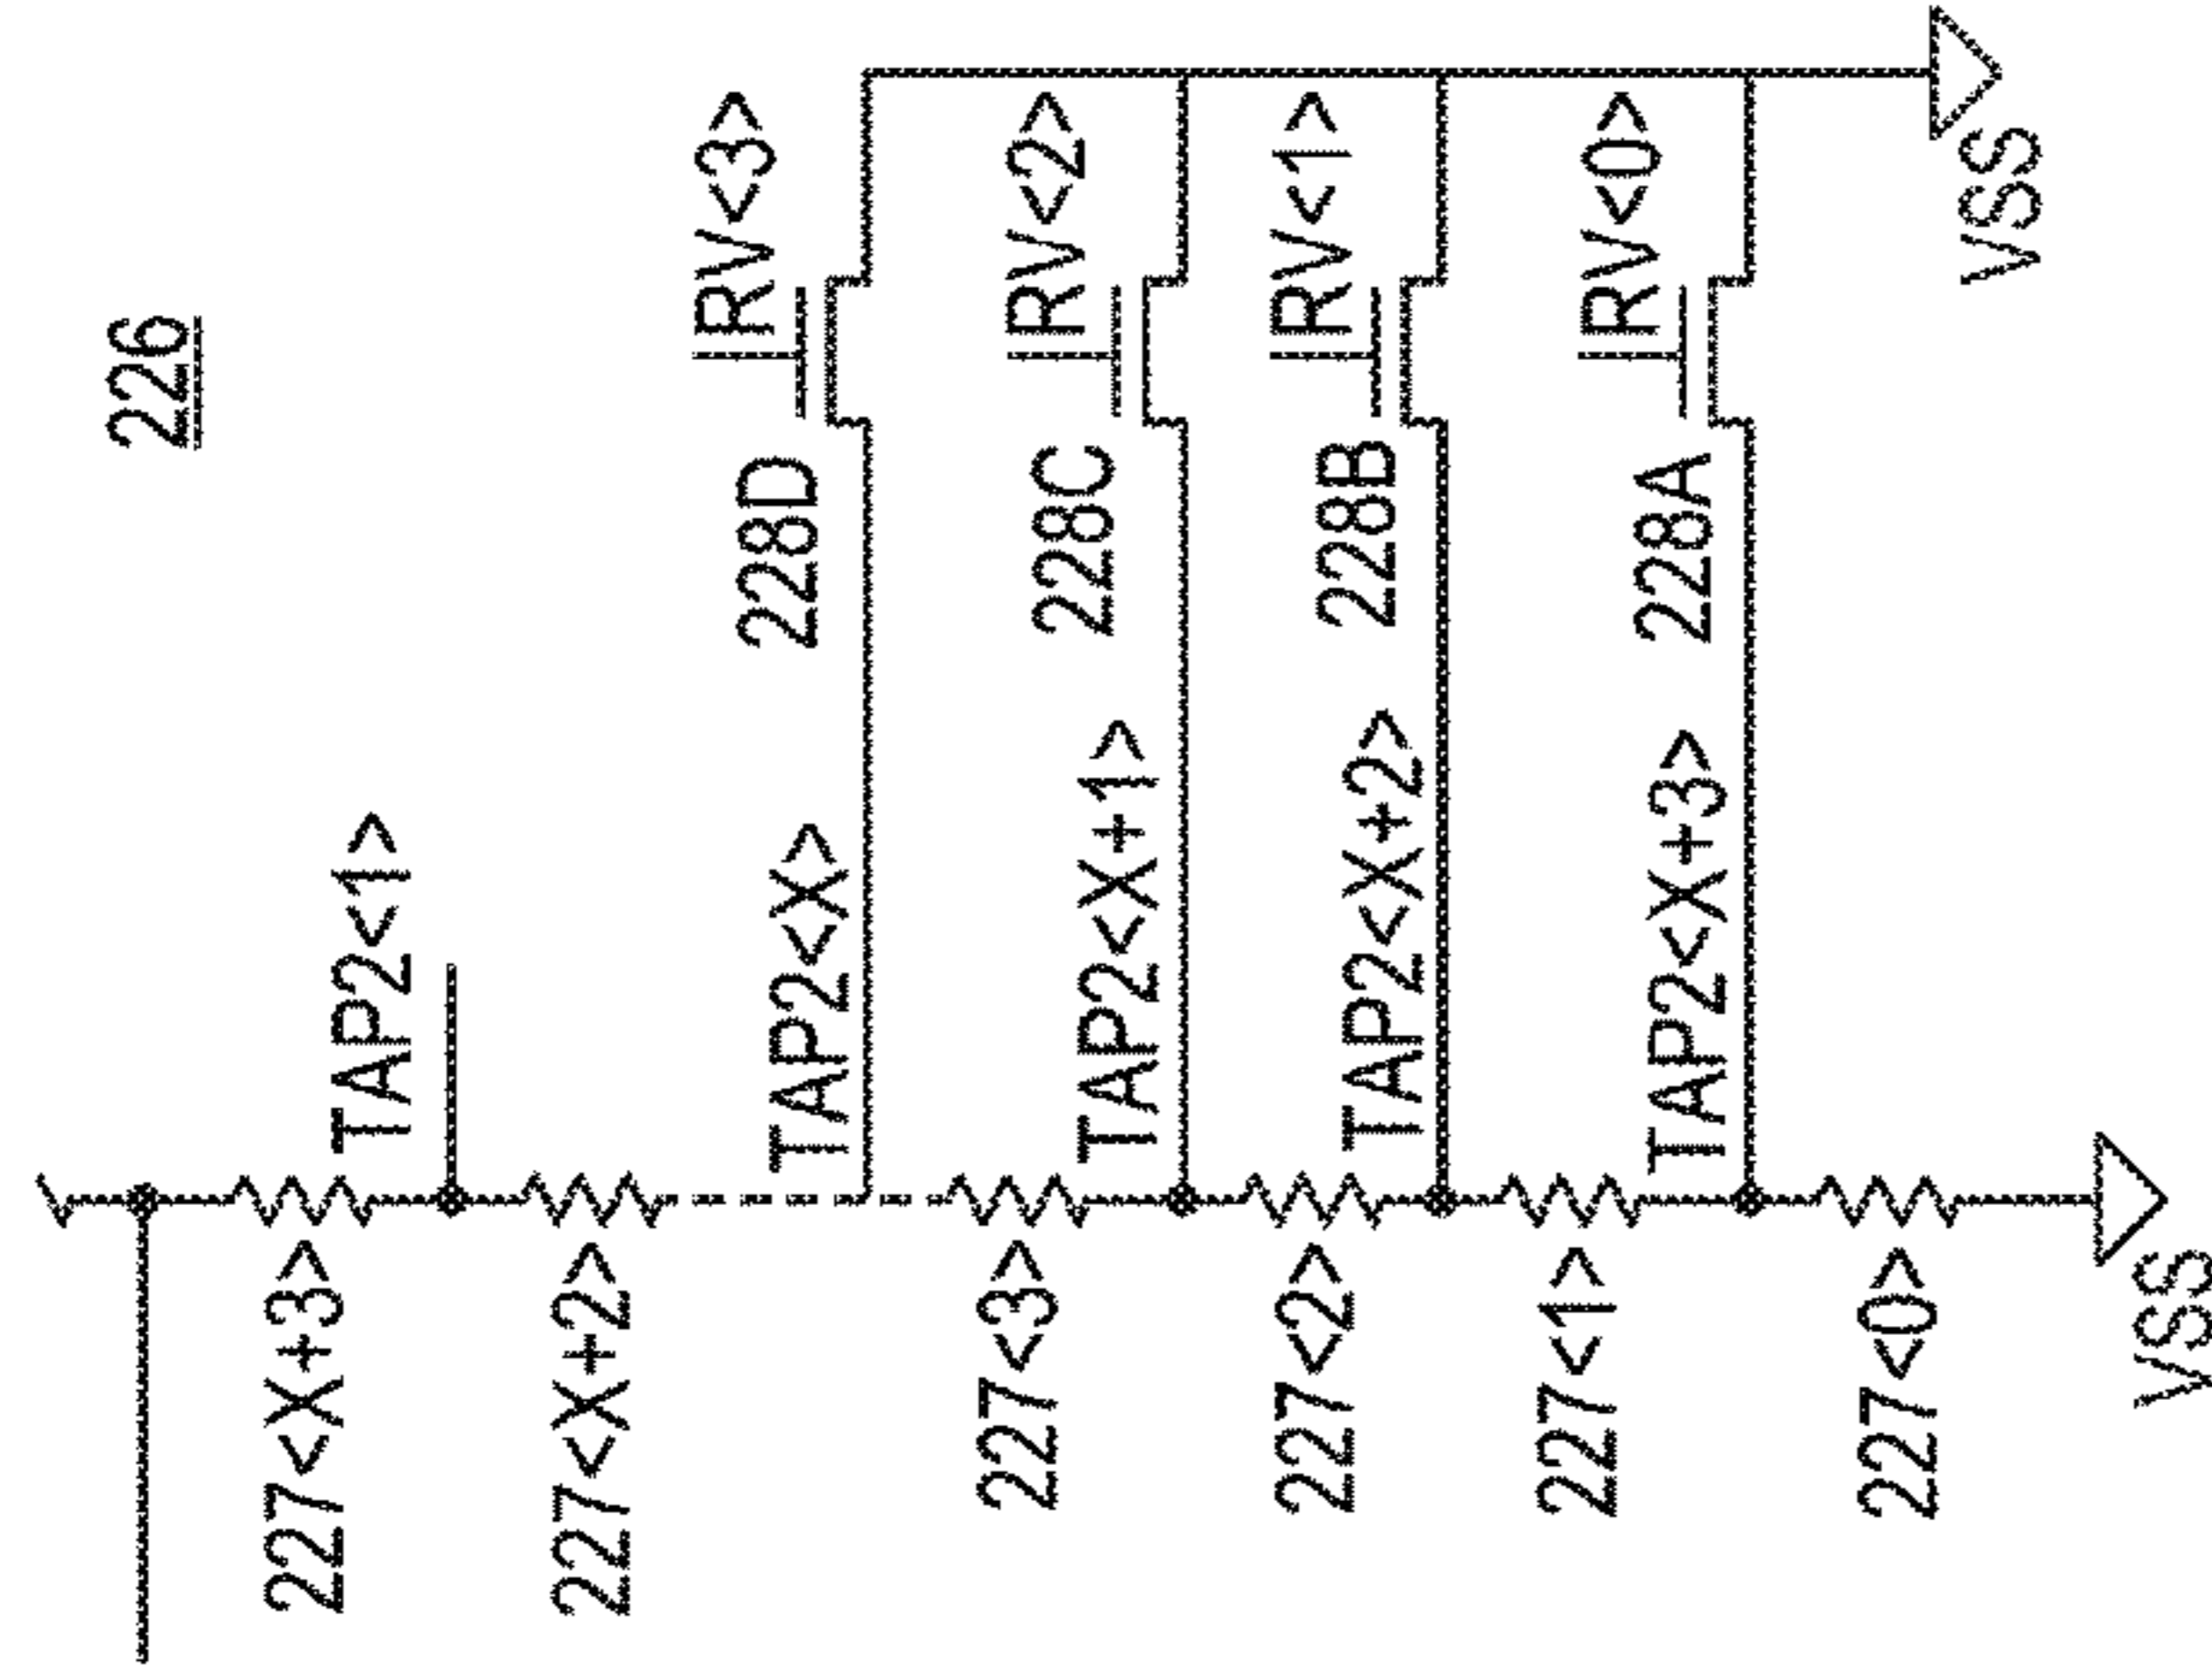 226
TAP2<1>
227<X+3>
227<X+2>
TAP2<X>
228D
RV<3>
227<3>
TAP2<X+1>
228C
RV<2>
227<2>
TAP2<X+2>
228B
RV<1>
227<1>
TAP2<X+3>
228A
RV<0>
227<0>
VSS
VSS